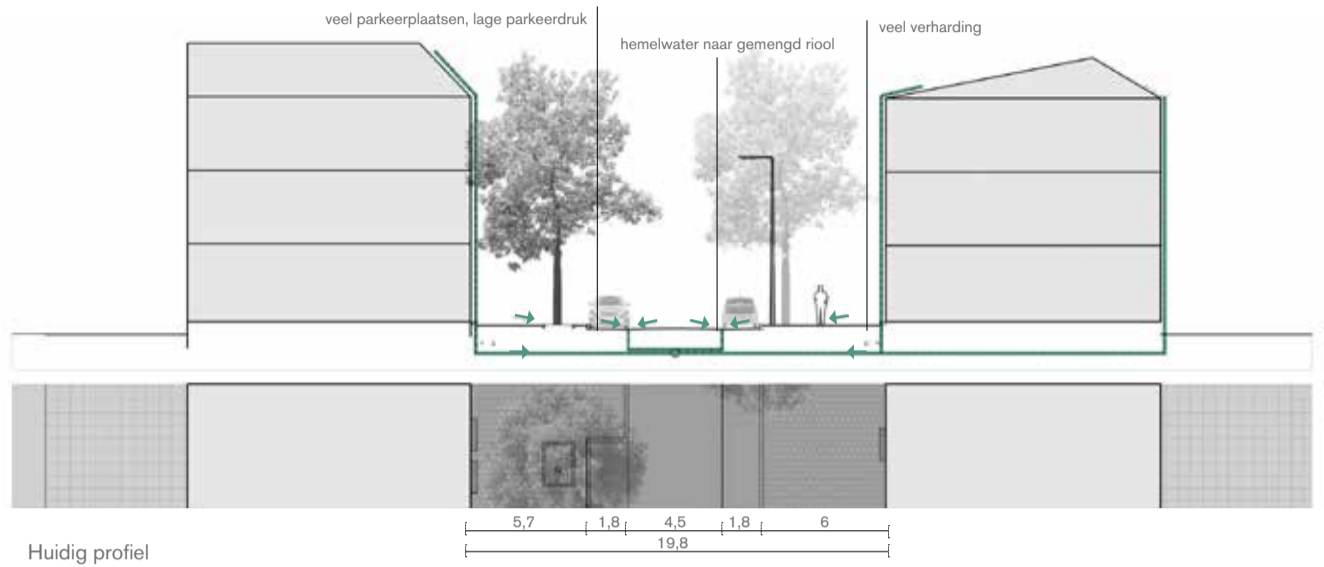 veel parkeerplaatsen, lage parkeerdruk
hemelwater naar gemengd riool
veel verharding
5,7
1,8
4,5
1,8
6
19,8
Huidig profiel